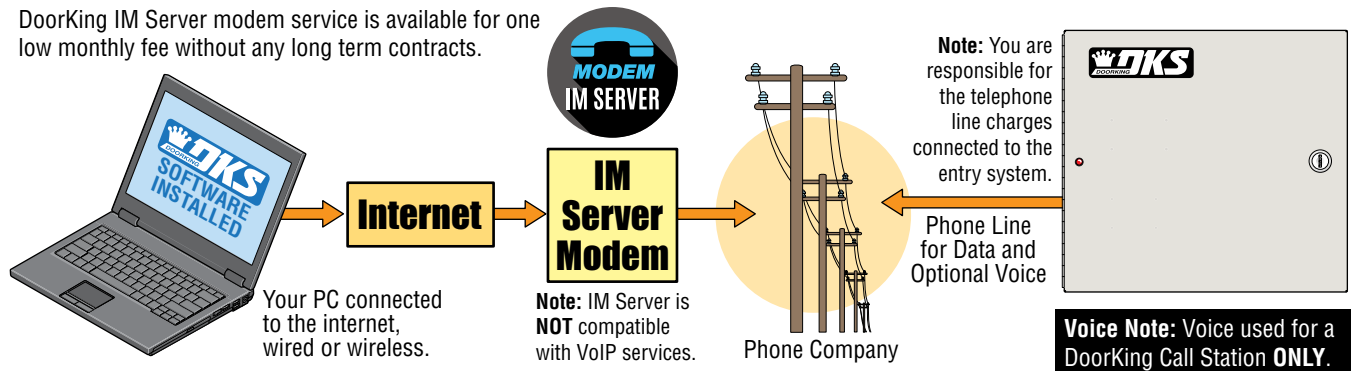 DoorKing IM Server modem service is available for one
low monthly fee without any long term contracts.
DKS
DOORKING
SOFTWARE
INSTALLED
Your PC connected
to the internet,
wired or wireless.
Internet
MODEM
IM SERVER
IM
Server
Modem
Note: IM Server is
NOT compatible
with VoIP services.
Phone Company
Note: You are
responsible for
the telephone
line charges
connected to the
entry system.
Phone Line
for Data and
Optional Voice
DKS
DOORKING
Voice Note: Voice used for a
DoorKing Call Station ONLY.